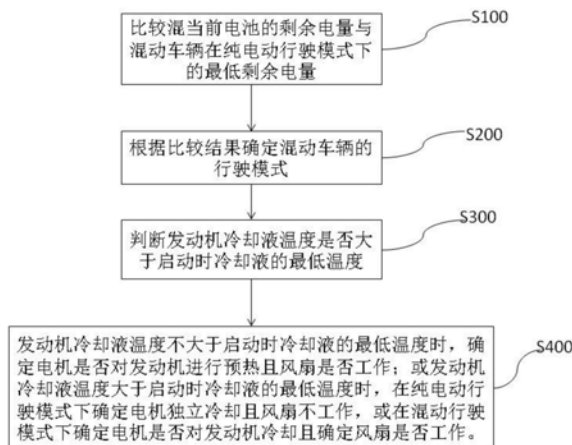 比较混当前电池的剩余电量与
混动车辆在纯电动行驶模式下
的最低剩余电量
S100
根据比较结果确定混动车辆的
行驶模式
S200
判断发动机冷却液温度是否大
于启动时冷却液的最低温度
S300
发动机冷却液温度不大于启动时冷却液的最低温度时，确
定电机是否对发动机进行预热且风扇是否工作；或发动机
冷却液温度大于启动时冷却液的最低温度时，在纯电动行
驶模式下确定电机独立冷却且风扇不工作，或在混动行驶
模式下确定电机是否对发动机冷却且确定风扇是否工作。
S400